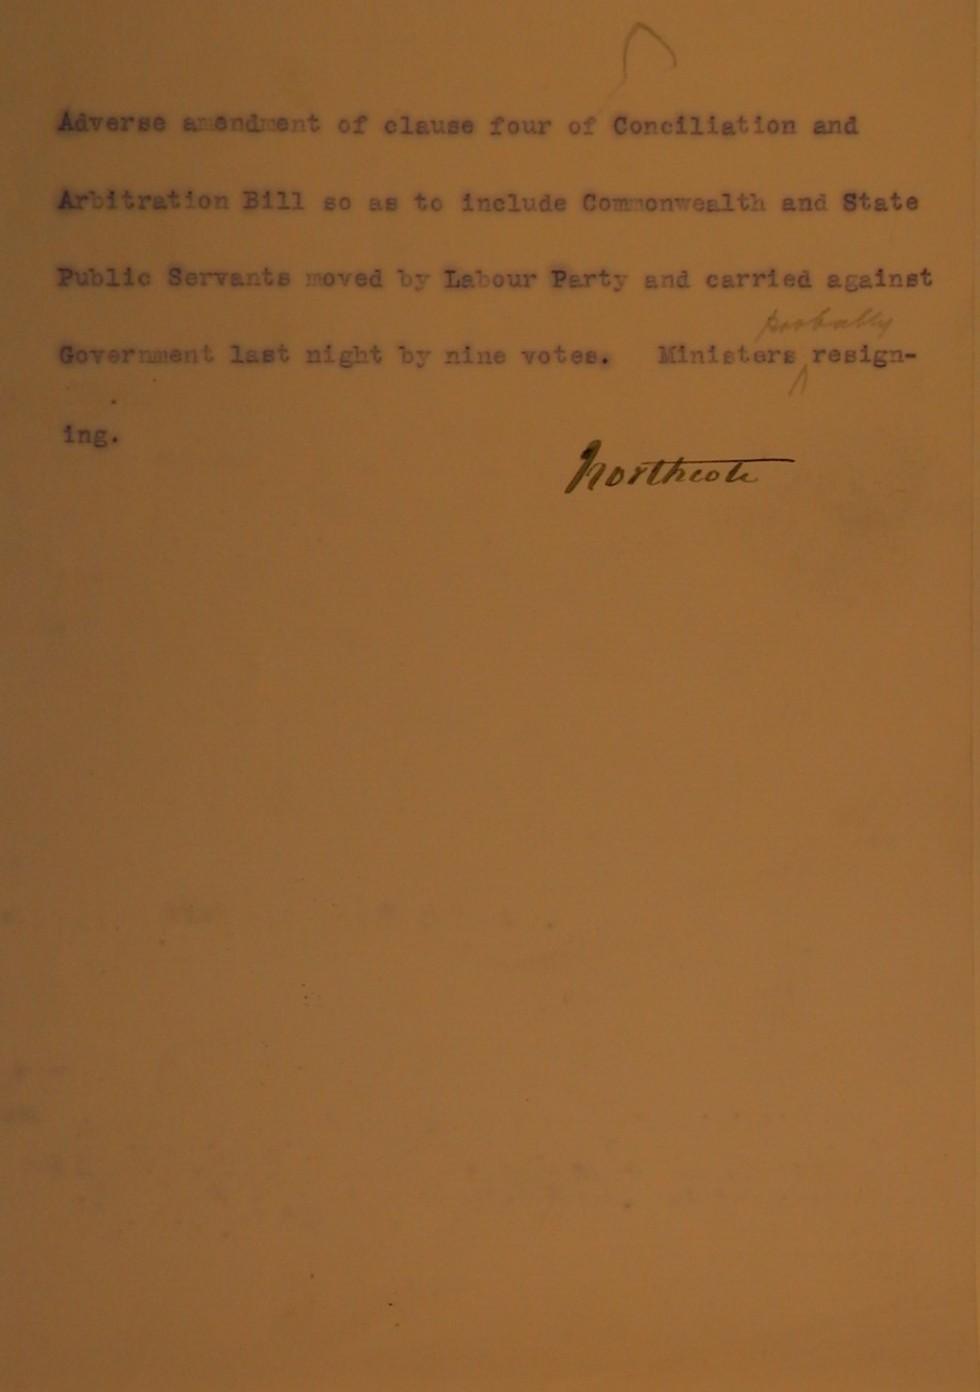 Adverse amendment of clause four of Conciliation and
Arbitration Bill so as to include Commonwealth and State
Public Servants moved by Labour Party and carried against
Government last night by nine votes. Ministers probably resign-
ing.
Northcote